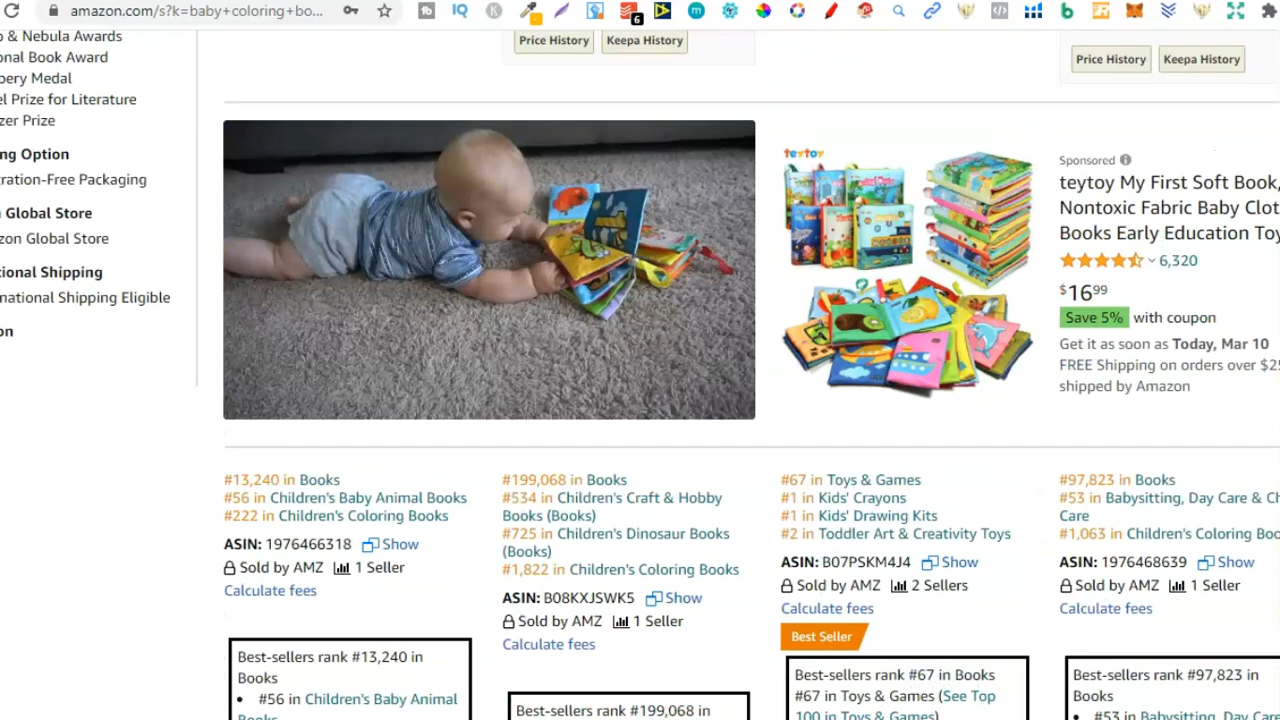 amazon.com/s?k=baby+coloring+bo...
6
& Nebula Awards
onal Book Award
bery Medal
el Prize for Literature
zer Prize
ng Option
ration-Free Packaging
Global Store
zon Global Store
tional Shipping
national Shipping Eligible
on
Price History
Keepa History
Price History
Keepa History
teytoy
Sponsored
teytoy My First Soft Book,
Nontoxic Fabric Baby Clot
Books Early Education Toy
6,320
$16 99
Save 5% with coupon
Get it as soon as Today, Mar 10
FREE Shipping on orders over $25
shipped by Amazon
#13,240 in Books
#56 in Children's Baby Animal Books
#222 in Children's Coloring Books
ASIN: 1976466318 Show
Sold by AMZ 1 Seller
Calculate fees
Best-sellers rank #13,240 in
Books
#56 in Children's Baby Animal
Books
#199,068 in Books
#534 in Children's Craft & Hobby
Books (Books)
#725 in Children's Dinosaur Books
(Books)
#1,822 in Children's Coloring Books
ASIN: B08KXJSWK5 Show
Sold by AMZ 1 Seller
Calculate fees
Best-sellers rank #199,068 in
#67 in Toys & Games
#1 in Kids' Crayons
#1 in Kids' Drawing Kits
#2 in Toddler Art & Creativity Toys
ASIN: B07PSKM4J4 Show
Sold by AMZ 2 Sellers
Calculate fees
Best Seller
Best-sellers rank #67 in Books
#67 in Toys & Games (See Top
100 in Toys & Games)
#97,823 in Books
#53 in Babysitting, Day Care & Ch
Care
#1,063 in Children's Coloring Boo
ASIN: 1976468639 Show
Sold by AMZ 1 Seller
Calculate fees
Best-sellers rank #97,823 in
Books
#53 in Babysitting, Day Care